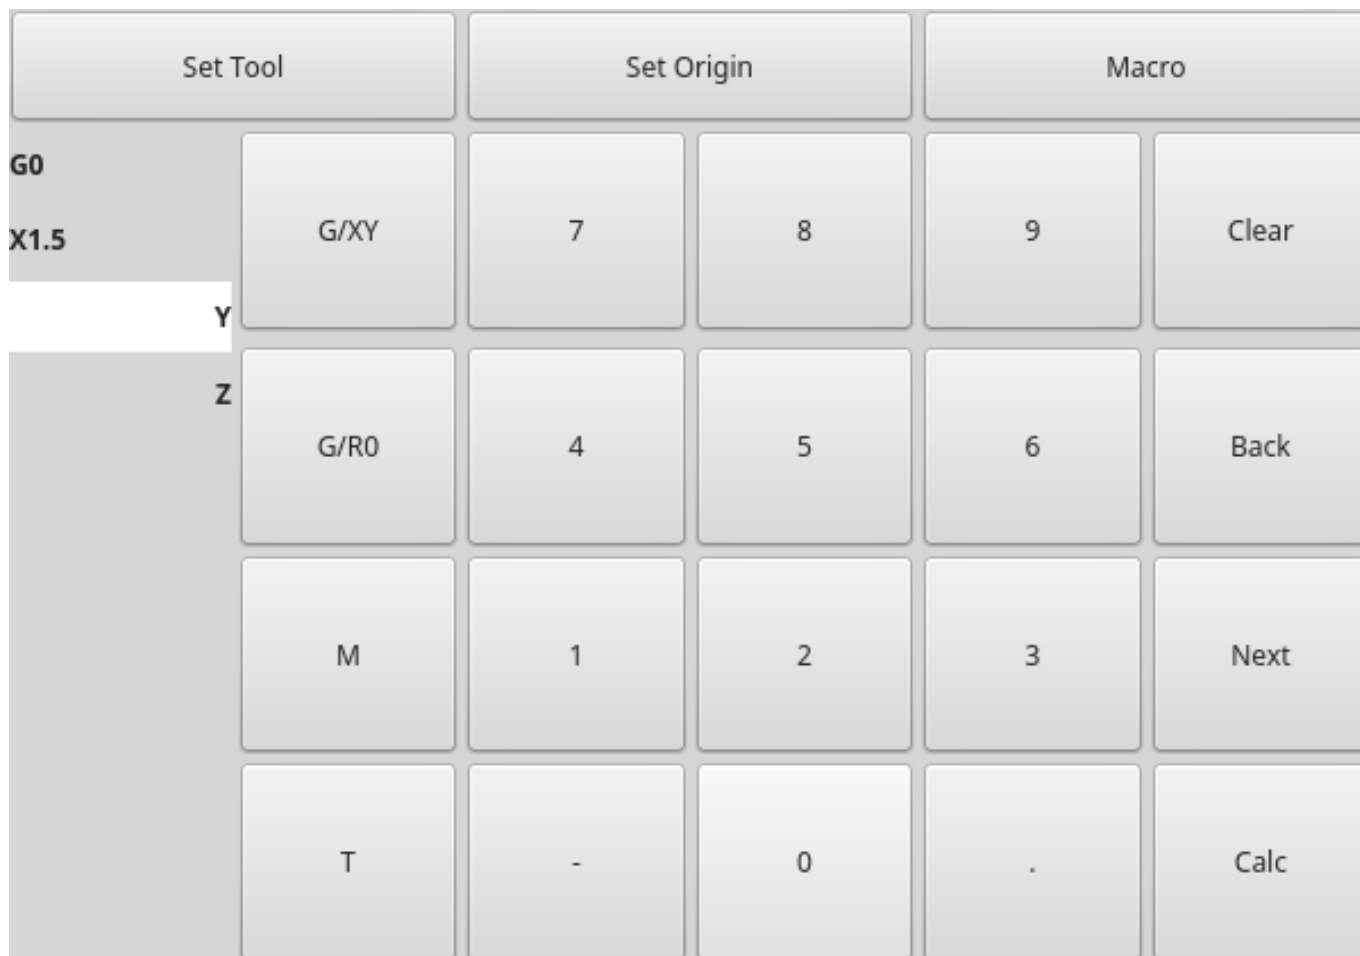 Set Tool Set Origin Macro
G0
X1.5
Y
Z
G/XY 7 8 9 Clear
G/R0 4 5 6 Back
M 1 2 3 Next
T - 0 . Calc